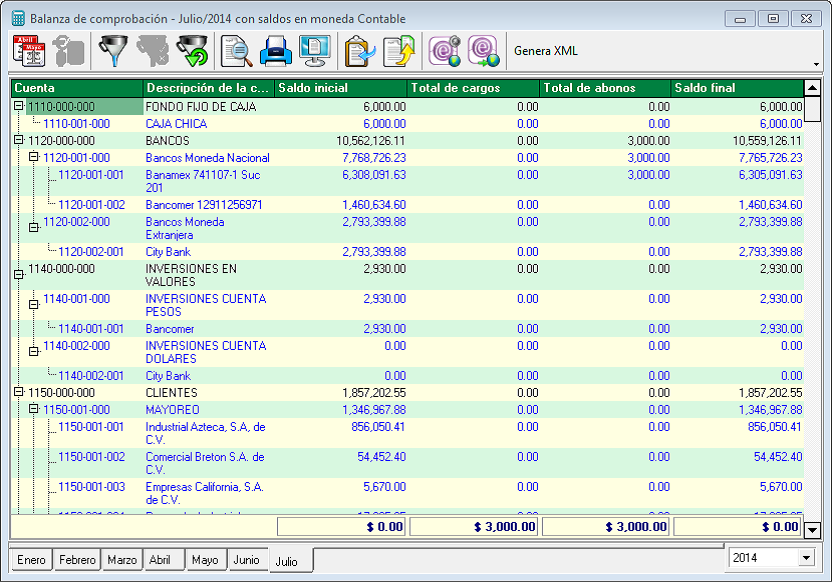 Balanza de comprobación - Julio/2014 con saldos en moneda Contable
Abril
Mayo
Genera XML
Cuenta Descripción de la c... Saldo inicial Total de cargos Total de abonos Saldo final
1110-000-000 FONDO FIJO DE CAJA 6,000.00 0.00 0.00 6,000.00
1110-001-000 CAJA CHICA 6,000.00 0.00 0.00 6,000.00
1120-000-000 BANCOS 10,562,126.11 0.00 3,000.00 10,559,126.11
1120-001-000 Bancos Moneda Nacional 7,768,726.23 0.00 3,000.00 7,765,726.23
1120-001-001 Banamex 741107-1 Suc 6,308,091.63 0.00 3,000.00 6,305,091.63
201
1120-001-002 Bancomer 12911256971 1,460,634.60 0.00 0.00 1,460,634.60
1120-002-000 Bancos Moneda 2,793,399.88 0.00 0.00 2,793,399.88
Extranjera
1120-002-001 City Bank 2,793,399.88 0.00 0.00 2,793,399.88
1140-000-000 INVERSIONES EN 2,930.00 0.00 0.00 2,930.00
VALORES
1140-001-000 INVERSIONES CUENTA 2,930.00 0.00 0.00 2,930.00
PESOS
1140-001-001 Bancomer 2,930.00 0.00 0.00 2,930.00
1140-002-000 INVERSIONES CUENTA 0.00 0.00 0.00 0.00
DOLARES
1140-002-001 City Bank 0.00 0.00 0.00 0.00
1150-000-000 CLIENTES 1,857,202.55 0.00 0.00 1,857,202.55
1150-001-000 MAYOREO 1,346,967.88 0.00 0.00 1,346,967.88
1150-001-001 Industrial Azteca, S.A. de 856,050.41 0.00 0.00 856,050.41
C.V.
1150-001-002 Comercial Breton S.A. de 54,452.40 0.00 0.00 54,452.40
C.V.
1150-001-003 Empresas California, S.A. 5,670.00 0.00 0.00 5,670.00
de C.V.
$ 0.00 $ 3,000.00 $ 3,000.00 $ 0.00
Enero Febrero Marzo Abril Mayo Junio Julio 2014